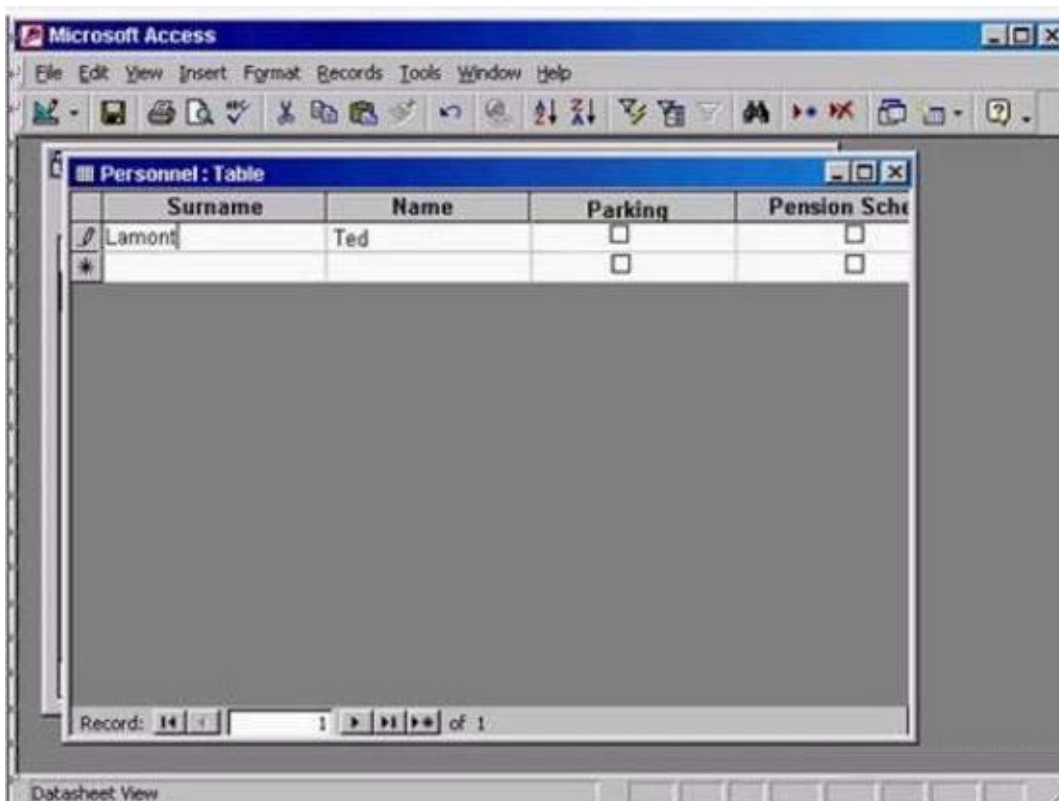 Microsoft Access
File Edit View Insert Format Records Tools Window Help
Personnel : Table
Surname Name Parking Pension Sche
Lamont Ted
Record: 1 of 1
Datasheet View